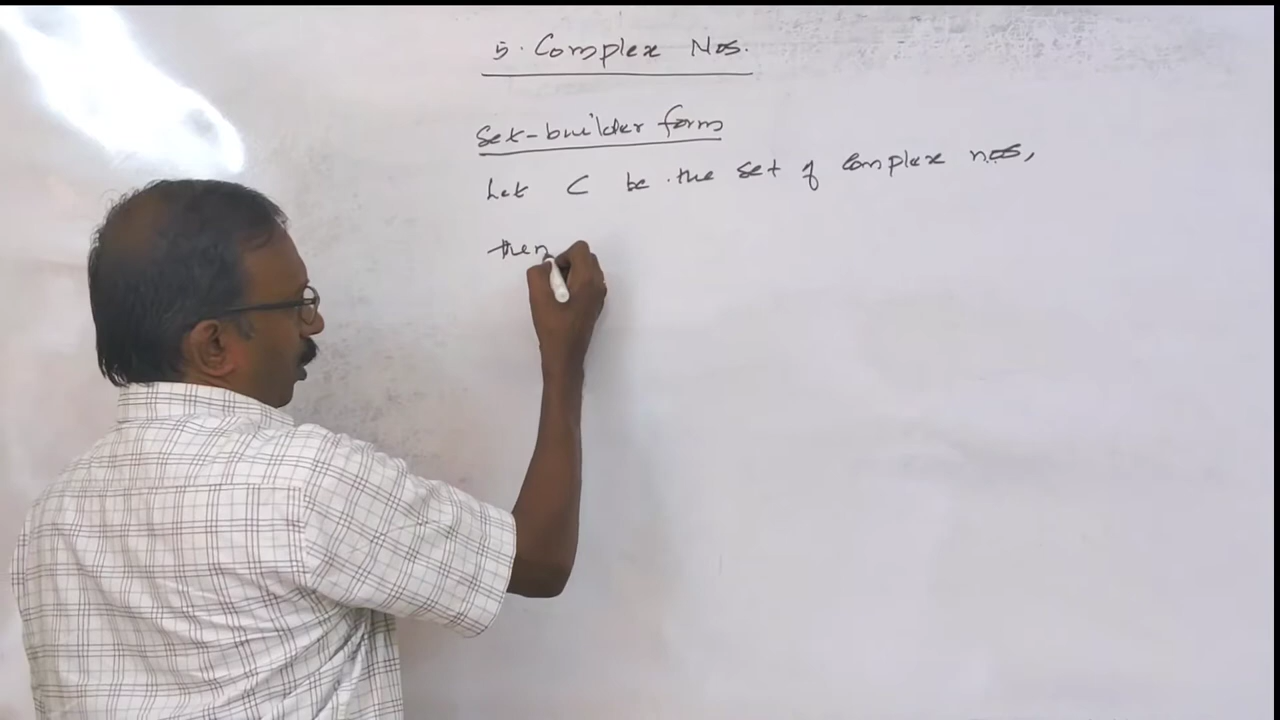 5. Complex Nos.
Set-builder form
Let C be the set of complex nos,
then